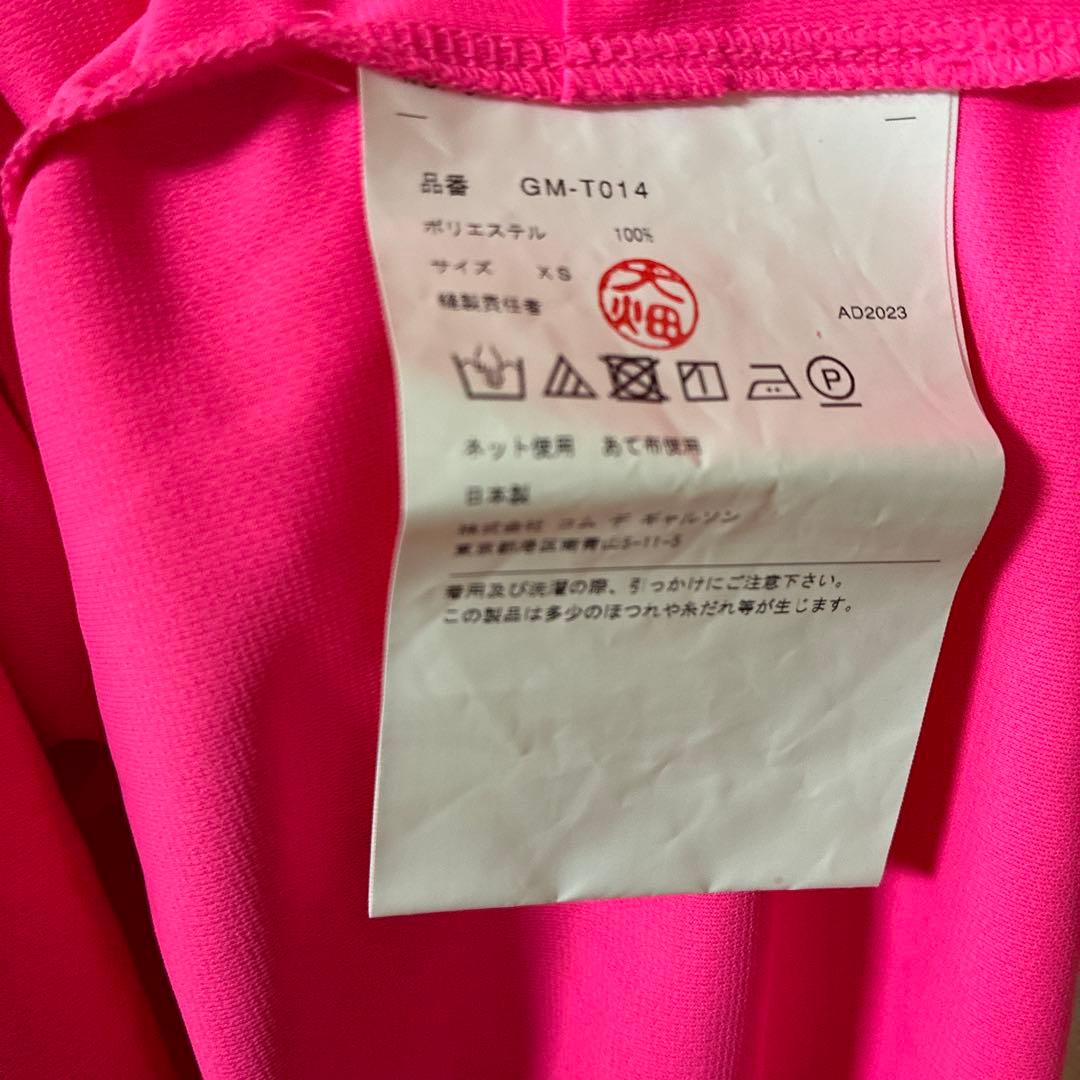 品番 GM-T014
ポリエステル 100%
サイズ XS
縫製責任者 大畑
AD2023
P
ネット使用 あて布使用
日本製
株式会社 コム デ ギャルソン
東京都港区南青山5-11-5
着用及び洗濯の際、引っかけにご注意下さい。
この製品は多少のほつれや糸だれ等が生じます。